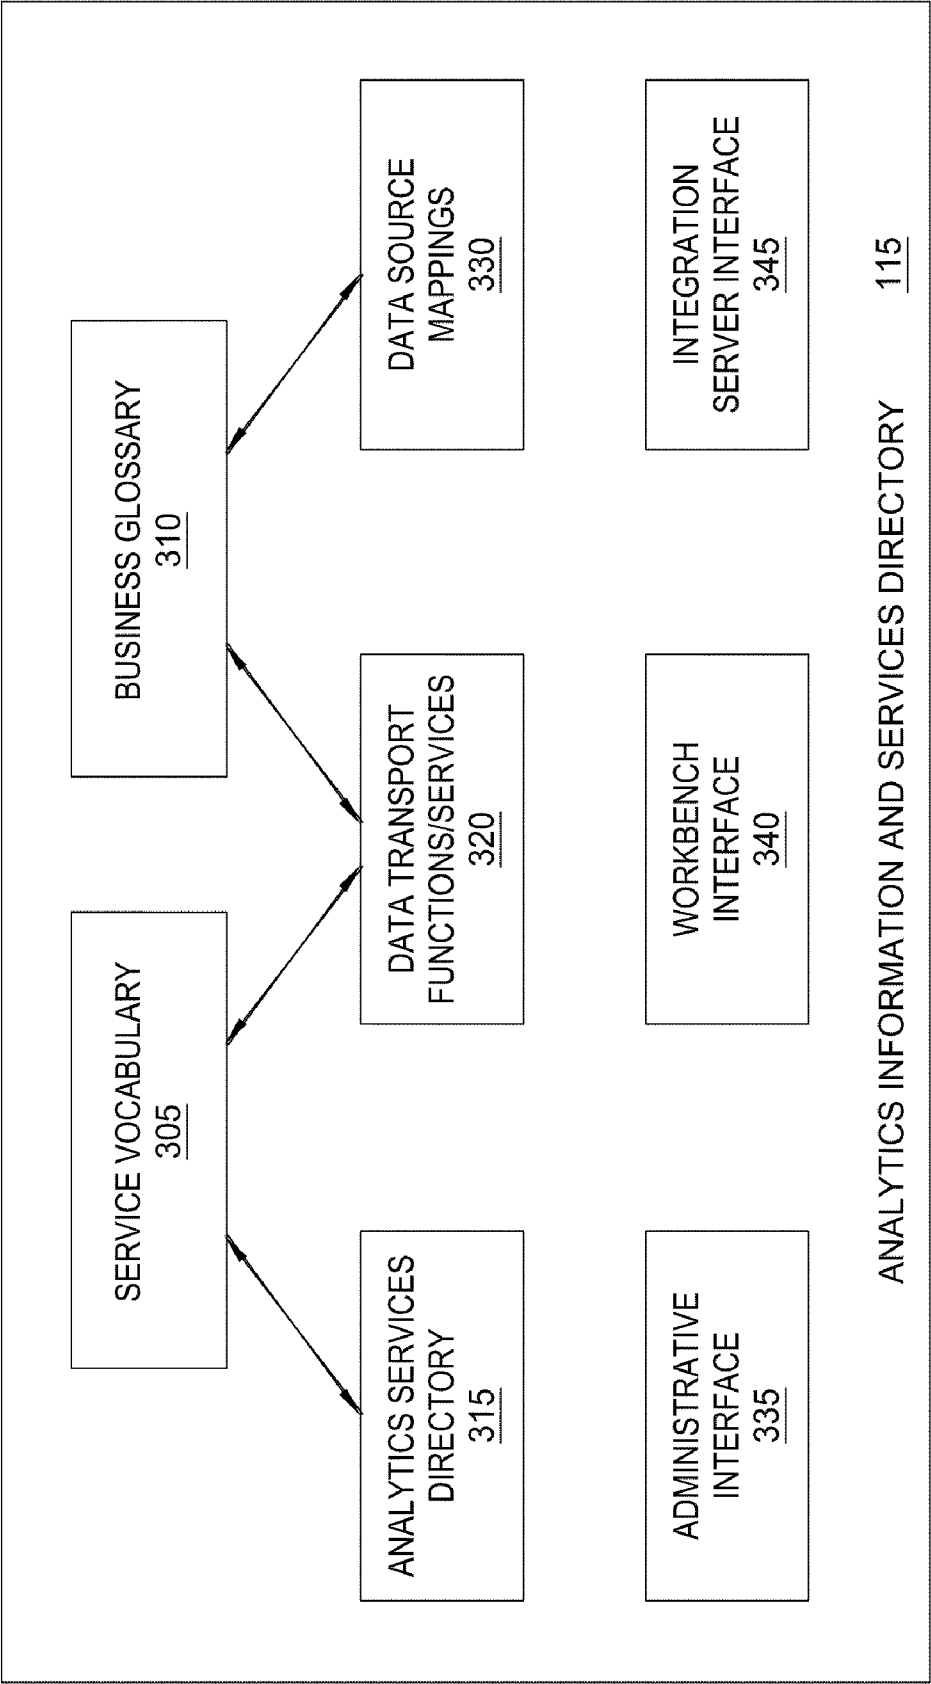 SERVICE VOCABULARY
305
BUSINESS GLOSSARY
310
ANALYTICS SERVICES
DIRECTORY
315
DATA TRANSPORT
FUNCTIONS/SERVICES
320
DATA SOURCE
MAPPINGS
330
ADMINISTRATIVE
INTERFACE
335
WORKBENCH
INTERFACE
340
INTEGRATION
SERVER INTERFACE
345
ANALYTICS INFORMATION AND SERVICES DIRECTORY 115